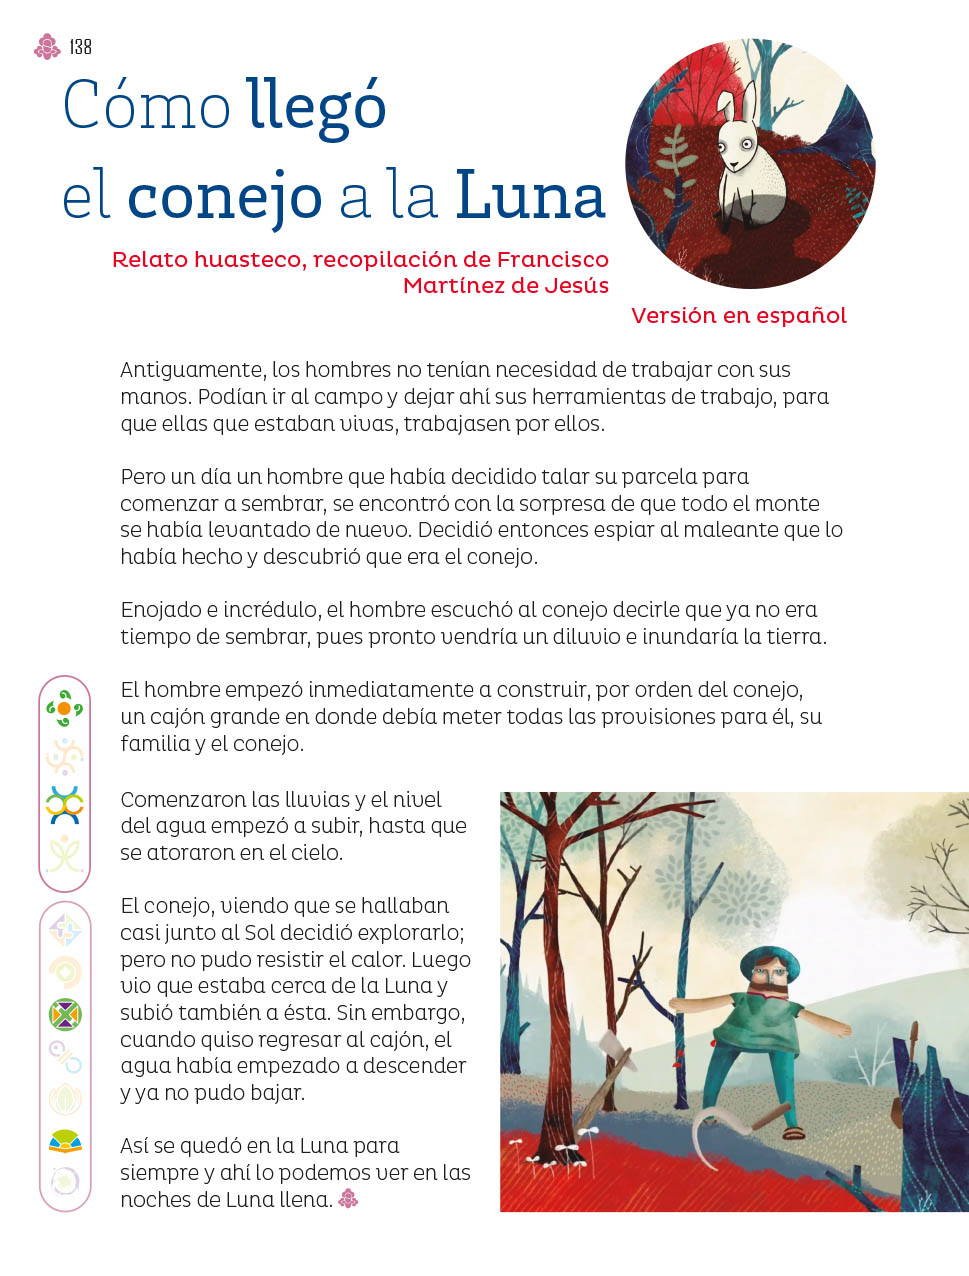 138
Cómo llegó
el conejo a la Luna
Relato huasteco, recopilación de Francisco
Martínez de Jesús
Versión en español
Antiguamente, los hombres no tenían necesidad de trabajar con sus
manos. Podían ir al campo y dejar ahí sus herramientas de trabajo, para
que ellas que estaban vivas, trabajasen por ellos.
Pero un día un hombre que había decidido talar su parcela para
comenzar a sembrar, se encontró con la sorpresa de que todo el monte
se había levantado de nuevo. Decidió entonces espiar al maleante que lo
había hecho y descubrió que era el conejo.
Enojado e incrédulo, el hombre escuchó al conejo decirle que ya no era
tiempo de sembrar, pues pronto vendría un diluvio e inundaría la tierra.
El hombre empezó inmediatamente a construir, por orden del conejo,
un cajón grande en donde debía meter todas las provisiones para él, su
familia y el conejo.
Comenzaron las lluvias y el nivel
del agua empezó a subir, hasta que
se atoraron en el cielo.
El conejo, viendo que se hallaban
casi junto al Sol decidió explorarlo;
pero no pudo resistir el calor. Luego
vio que estaba cerca de la Luna y
subió también a ésta. Sin embargo,
cuando quiso regresar al cajón, el
agua había empezado a descender
y ya no pudo bajar.
Así se quedó en la Luna para
siempre y ahí lo podemos ver en las
noches de Luna llena.